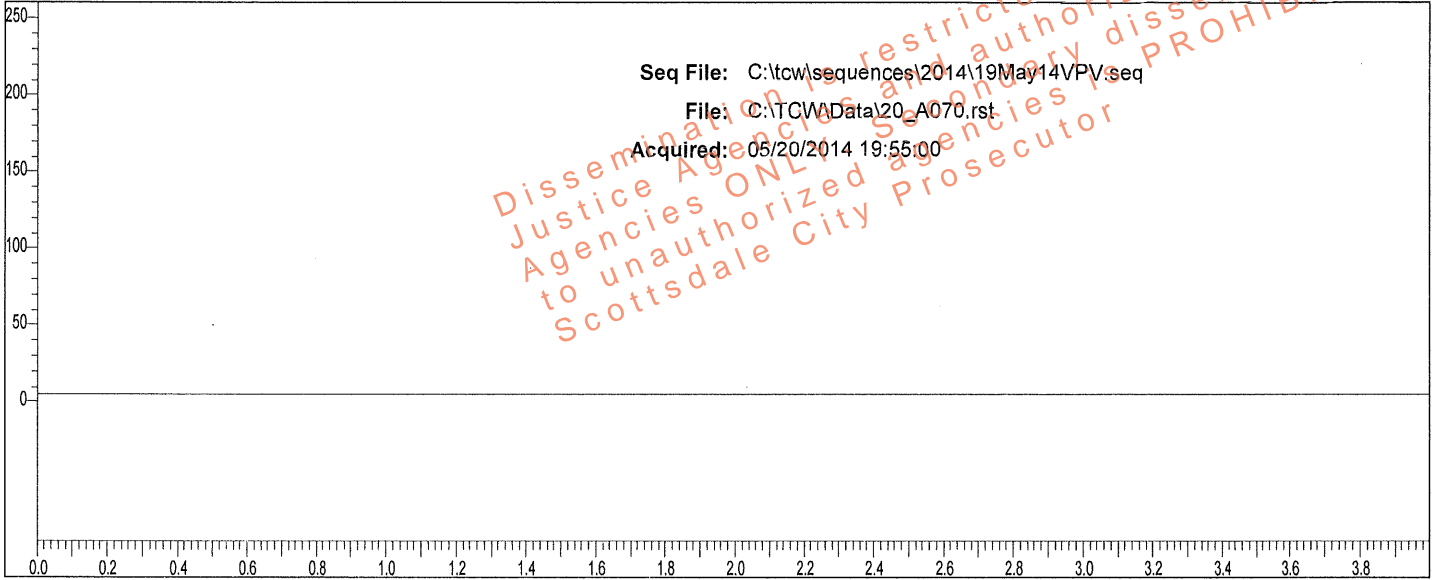 250
200
150
100
50
0
Seq File: C:\tcw\sequences\2014\19May14VPV.seq
File: C:\TCW\Data\20_A070.rst
Acquired: 05/20/2014 19:55:00
Dissemination is
Justice Agencies and
Agencies ONLY Secondary
to unauthorized agencies is
Scottsdale City Prosecutor
0.0 0.2 0.4 0.6 0.8 1.0 1.2 1.4 1.6 1.8 2.0 2.2 2.4 2.6 2.8 3.0 3.2 3.4 3.6 3.8